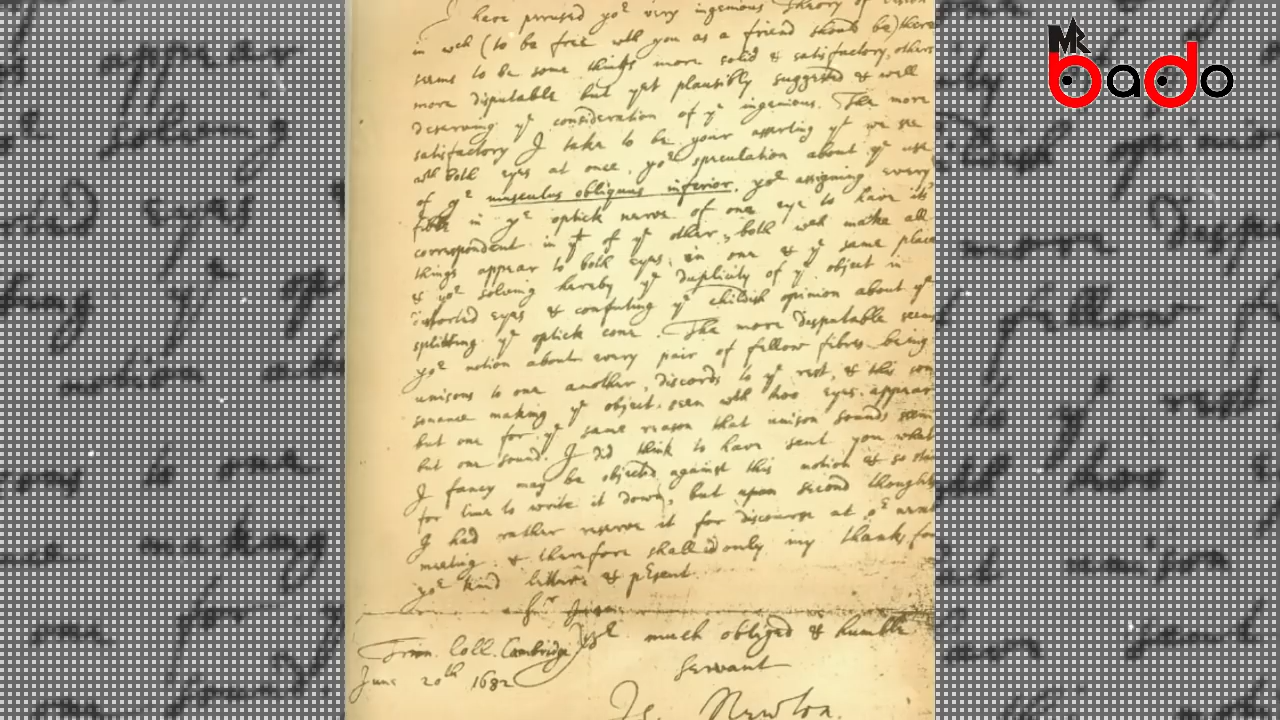 MR
bado
I have perused yor very ingenious Theory of Vision
in wch (to be free wth you as a friend should be) there
seems to be some things more solid & satisfactory, others
more disputable but yet plausibly suggested & well
deserving ye consideration of ye ingenious. The more
satisfactory I take to be your asserting yt we see
wth both eyes at once, yor speculation about ye use
of ye musculus obliquus inferior, yor assigning every
fibre in ye optick nerve of one eye to have its
correspondent in yt of ye other, both wch make all
things appear to both eyes in one & ye same place
& yor solving hereby ye duplicity of ye object in
distorted eyes & confuting ye childish opinion about ye
splitting ye optick cone. The more disputable seems
yor notion about every pair of fellow fibres being
unisons to one another, discords to ye rest, & this con
sonance making ye object seen wth two eyes appear
but one for ye same reason that unison sounds seem
but one sound. I did think to have sent you what
I fancy may be objected against this notion & so
for time to write it down, but upon second thoughts
I had rather reserve it for discourse at or next
meeting & therefore shall add only my thanks for
yor kind letter & psent.
Sr
Trin. Coll. Cambridge
yor much obliged & humble
June 20th 1682
Servant
Is. Newton.